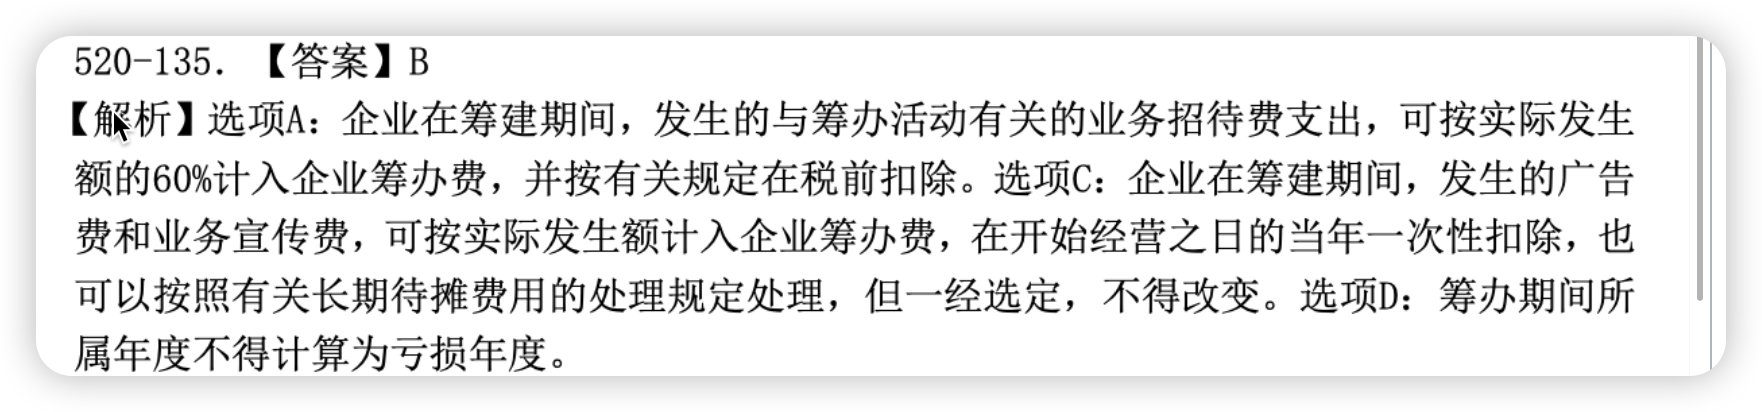 520-135. 【答案】B
【解析】选项A：企业在筹建期间，发生的与筹办活动有关的业务招待费支出，可按实际发生
额的60%计入企业筹办费，并按有关规定在税前扣除。选项C：企业在筹建期间，发生的广告
费和业务宣传费，可按实际发生额计入企业筹办费，在开始经营之日的当年一次性扣除，也
可以按照有关长期待摊费用的处理规定处理，但一经选定，不得改变。选项D：筹办期间所
属年度不得计算为亏损年度。